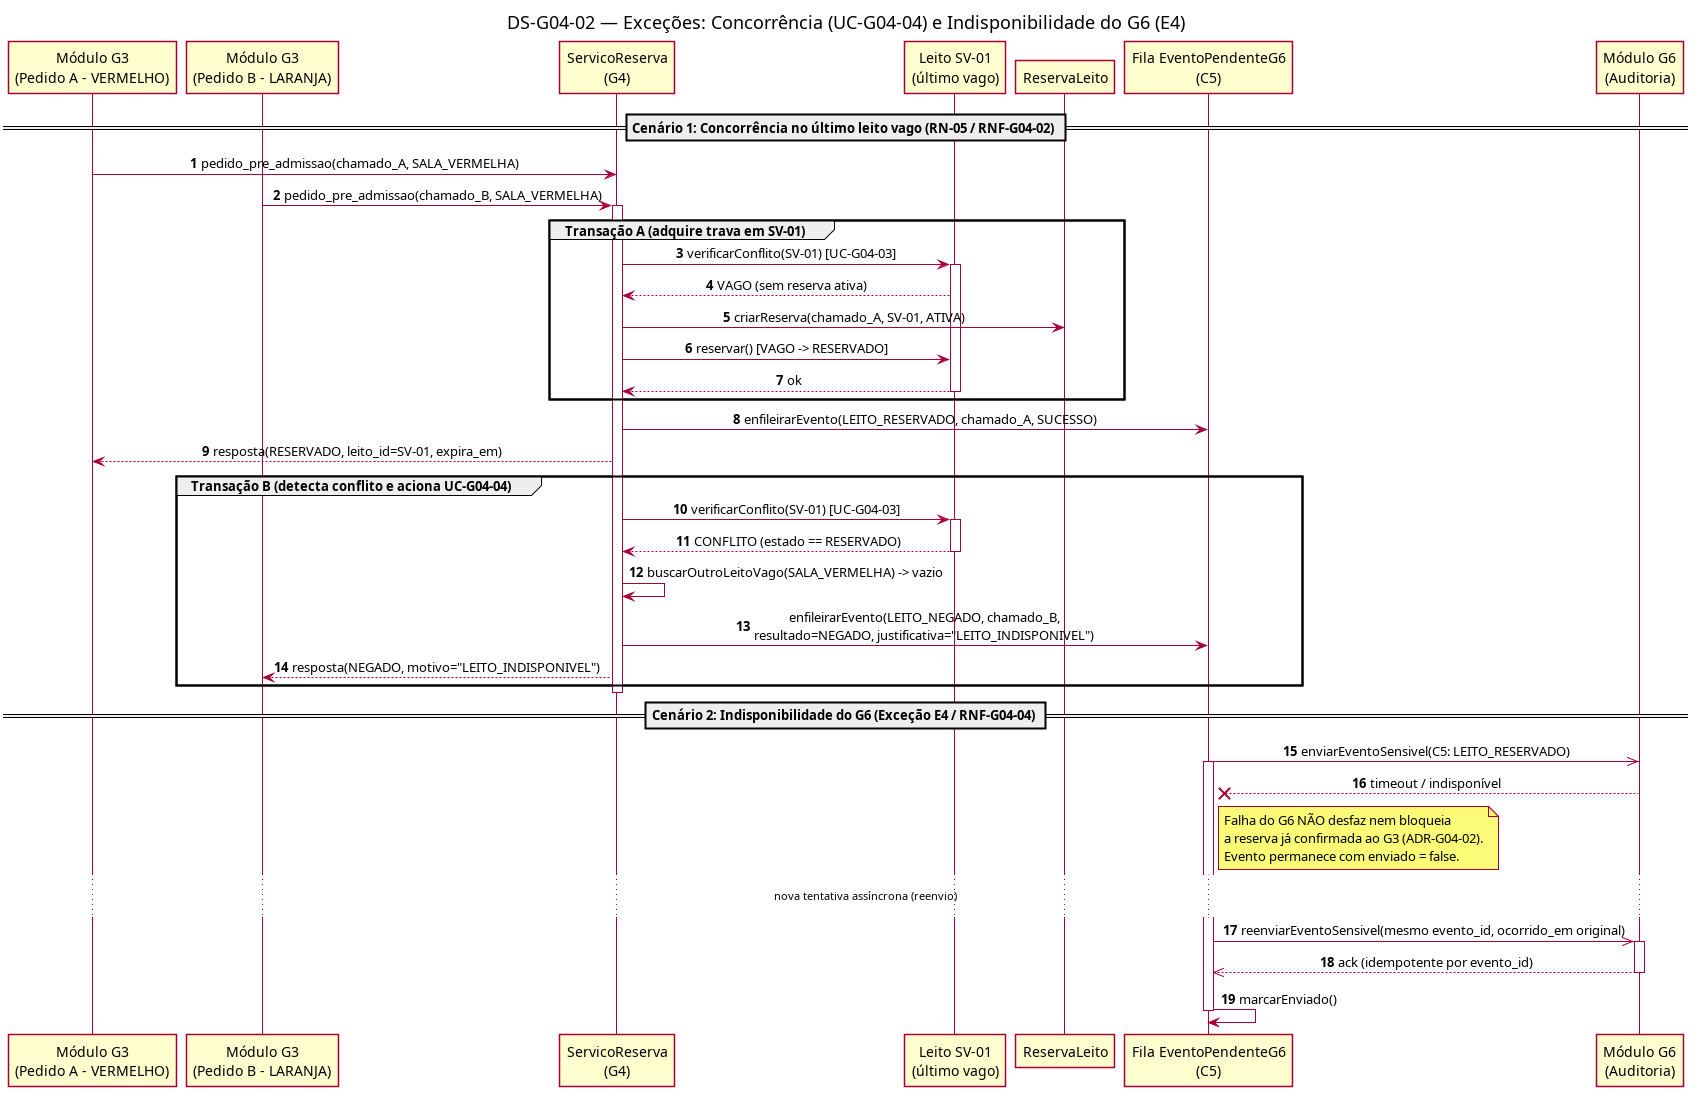 DS-G04-02 — Exceções: Concorrência (UC-G04-04) e Indisponibilidade do G6 (E4)
Módulo G3
(Pedido A - VERMELHO)
Módulo G3
(Pedido B - LARANJA)
ServicoReserva
(G4)
Leito SV-01
(último vago)
ReservaLeito
Fila EventoPendenteG6
(C5)
Módulo G6
(Auditoria)
Cenário 1: Concorrência no último leito vago (RN-05 / RNF-G04-02)
1 pedido_pre_admissao(chamado_A, SALA_VERMELHA)
2 pedido_pre_admissao(chamado_B, SALA_VERMELHA)
Transação A (adquire trava em SV-01)
3 verificarConflito(SV-01) [UC-G04-03]
4 VAGO (sem reserva ativa)
5 criarReserva(chamado_A, SV-01, ATIVA)
6 reservar() [VAGO -> RESERVADO]
7 ok
8 enfileirarEvento(LEITO_RESERVADO, chamado_A, SUCESSO)
9 resposta(RESERVADO, leito_id=SV-01, expira_em)
Transação B (detecta conflito e aciona UC-G04-04)
10 verificarConflito(SV-01) [UC-G04-03]
11 CONFLITO (estado == RESERVADO)
12 buscarOutroLeitoVago(SALA_VERMELHA) -> vazio
13 enfileirarEvento(LEITO_NEGADO, chamado_B,
resultado=NEGADO, justificativa="LEITO_INDISPONIVEL")
14 resposta(NEGADO, motivo="LEITO_INDISPONIVEL")
Cenário 2: Indisponibilidade do G6 (Exceção E4 / RNF-G04-04)
15 enviarEventoSensivel(C5: LEITO_RESERVADO)
16 timeout / indisponível
Falha do G6 NÃO desfaz nem bloqueia
a reserva já confirmada ao G3 (ADR-G04-02).
Evento permanece com enviado = false.
nova tentativa assíncrona (reenvio)
17 reenviarEventoSensivel(mesmo evento_id, ocorrido_em original)
18 ack (idempotente por evento_id)
19 marcarEnviado()
Módulo G3
(Pedido A - VERMELHO)
Módulo G3
(Pedido B - LARANJA)
ServicoReserva
(G4)
Leito SV-01
(último vago)
ReservaLeito
Fila EventoPendenteG6
(C5)
Módulo G6
(Auditoria)